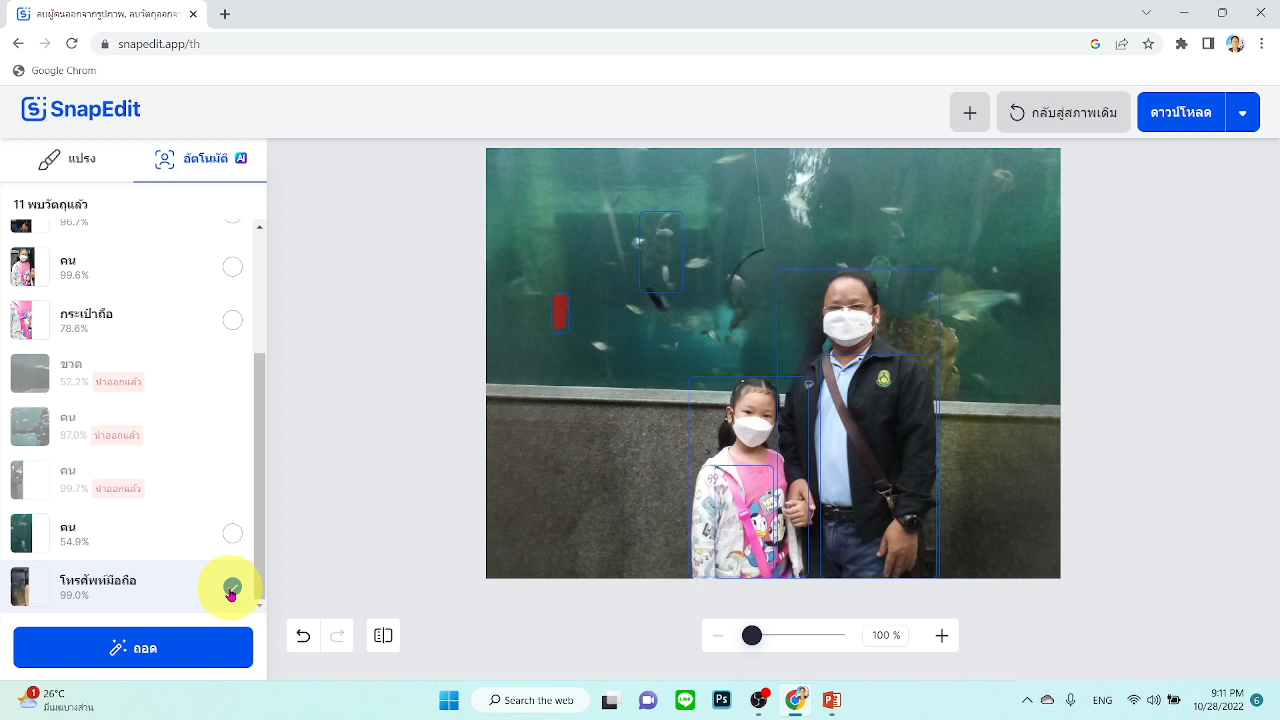 snapedit.app/th
Google Chrom
SnapEdit
กลับสู่สภาพเดิม
ดาวน์โหลด
แปรง
อัตโนมัติ AI
11 พบวัตถุแล้ว
96.7%
คน
99.6%
กระเป๋าถือ
78.6%
ขวด
52.2% นำออกแล้ว
คน
87.0% นำออกแล้ว
คน
99.7% นำออกแล้ว
คน
54.9%
โทรศัพท์มือถือ
99.0%
ถอด
100 %
1
26°C
มีเมฆบางส่วน
Search the web
LINE
Ps
P
ENG
9:11 PM
10/28/2022
6